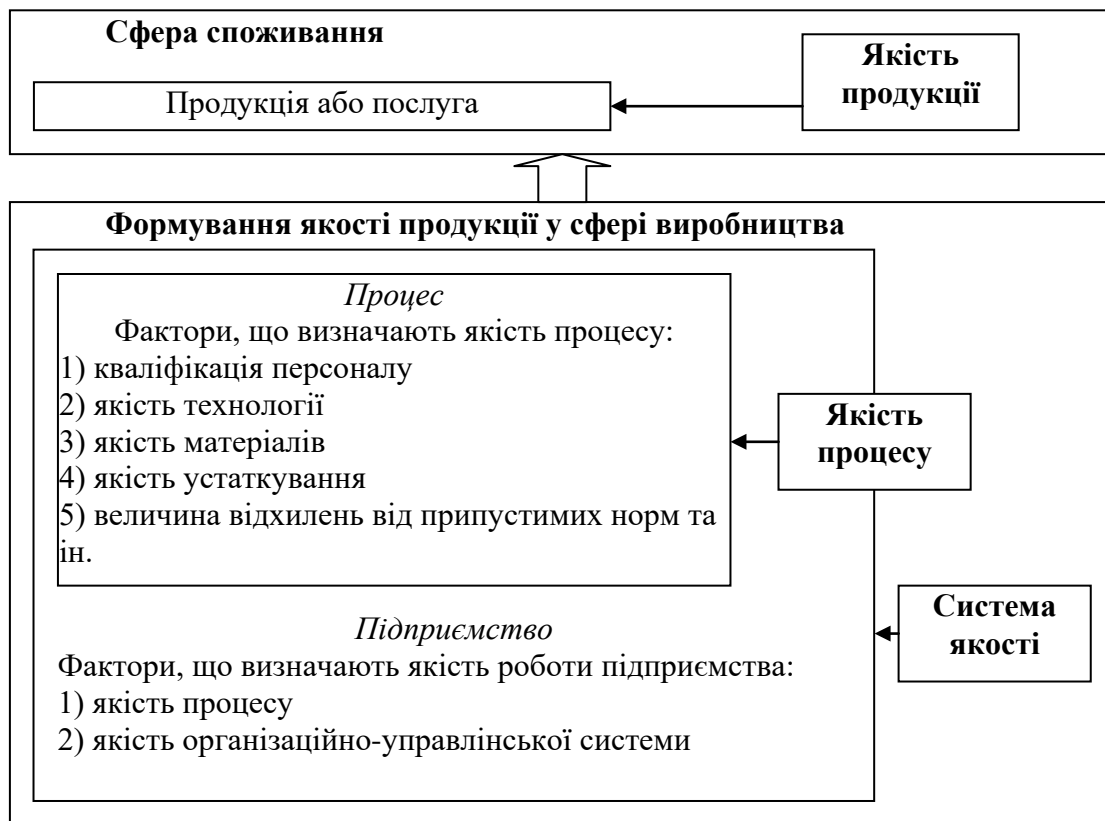 Сфера споживання
Якість
продукції
Продукція або послуга
Формування якості продукції у сфері виробництва
Процес
Фактори, що визначають якість процесу:
1) кваліфікація персоналу
2) якість технології
3) якість матеріалів
4) якість устаткування
5) величина відхилень від припустимих норм та
ін.
Якість
процесу
Підприємство
Фактори, що визначають якість роботи підприємства:
1) якість процесу
2) якість організаційно-управлінської системи
Система
якості